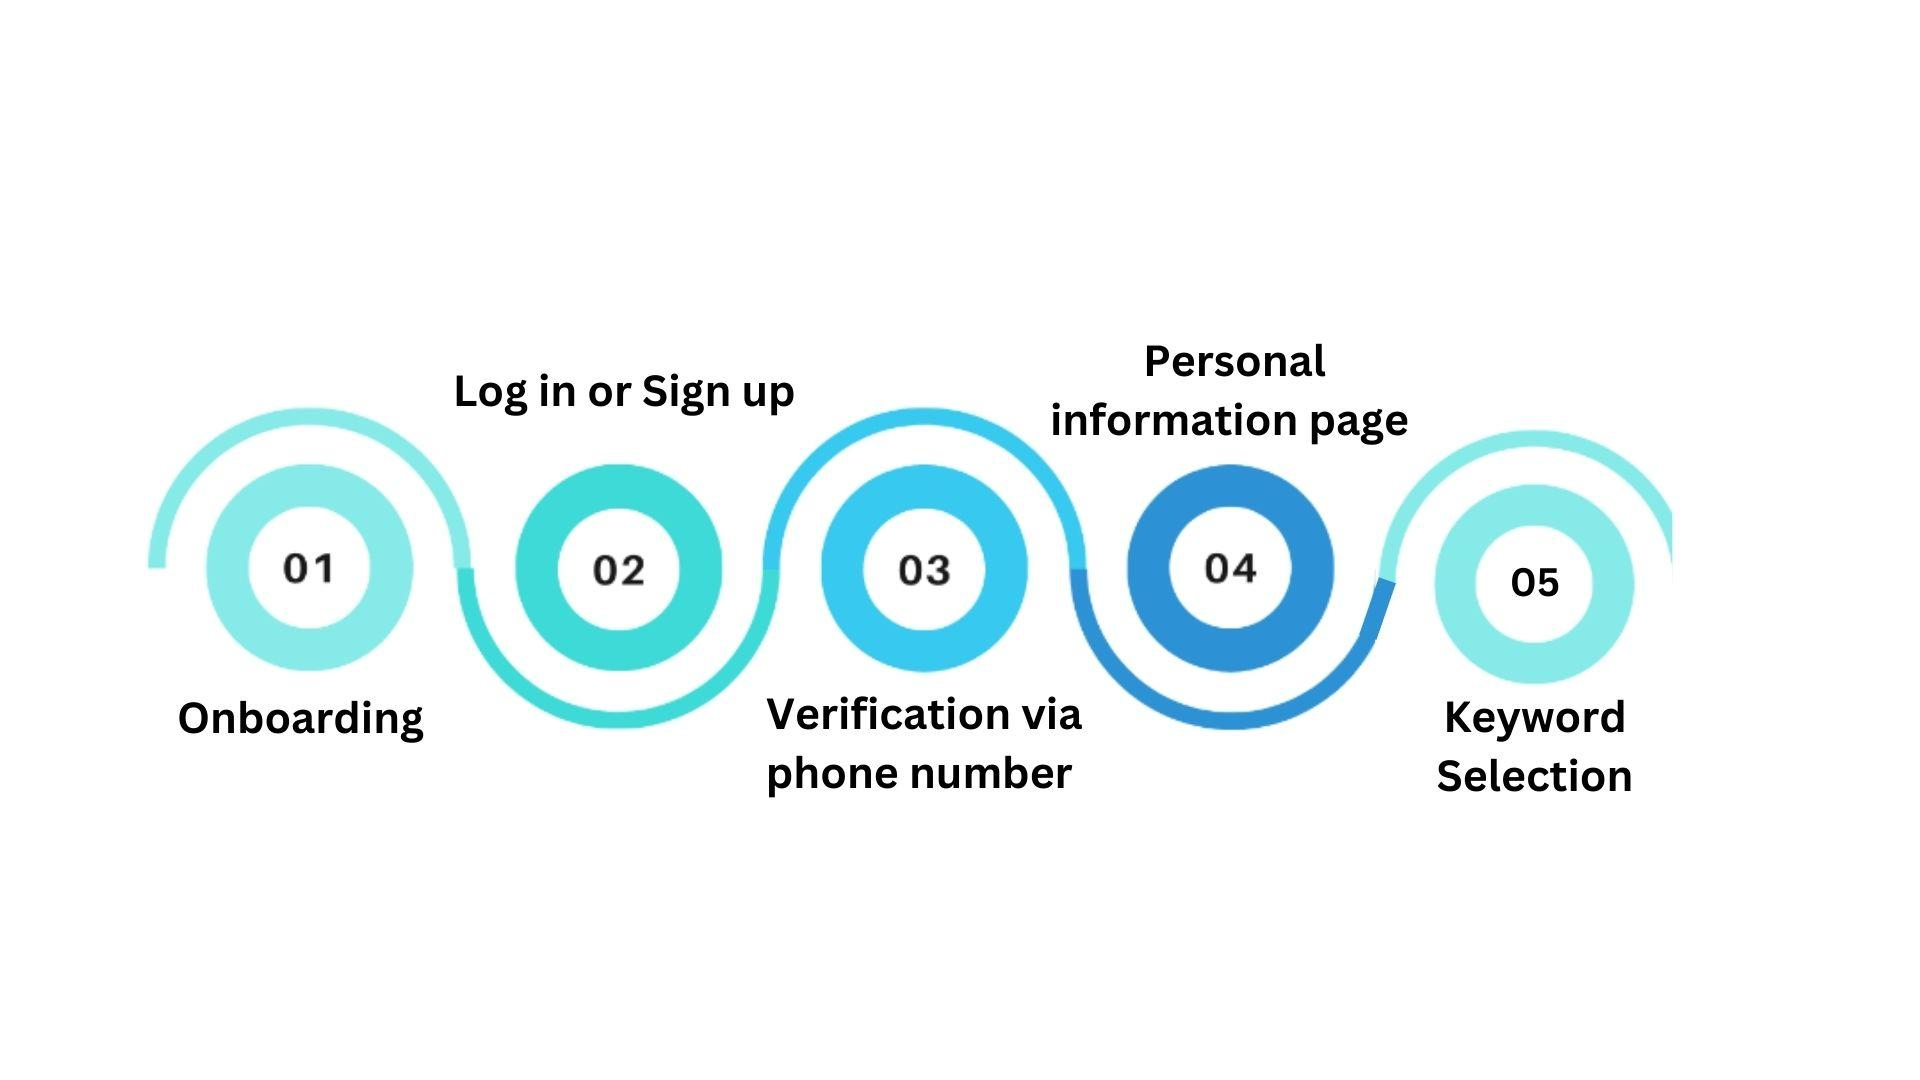 01
Onboarding
02
Log in or Sign up
03
Verification via
phone number
04
Personal
information page
05
Keyword
Selection